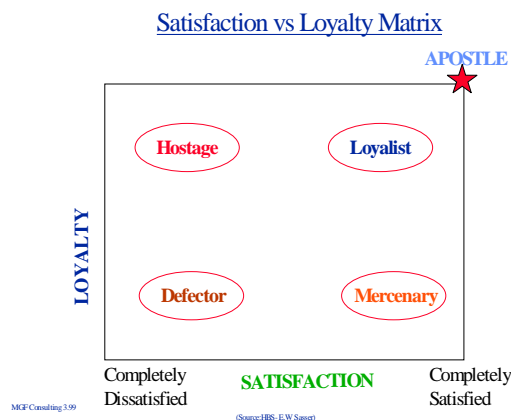 Satisfaction vs Loyalty Matrix
APOSTLE
Hostage
Loyalist
LOYALTY
Defector
Mercenary
Completely
Dissatisfied
SATISFACTION
Completely
Satisfied
MGF Consulting 3.99
(Source:HBS- E.W Sasser)